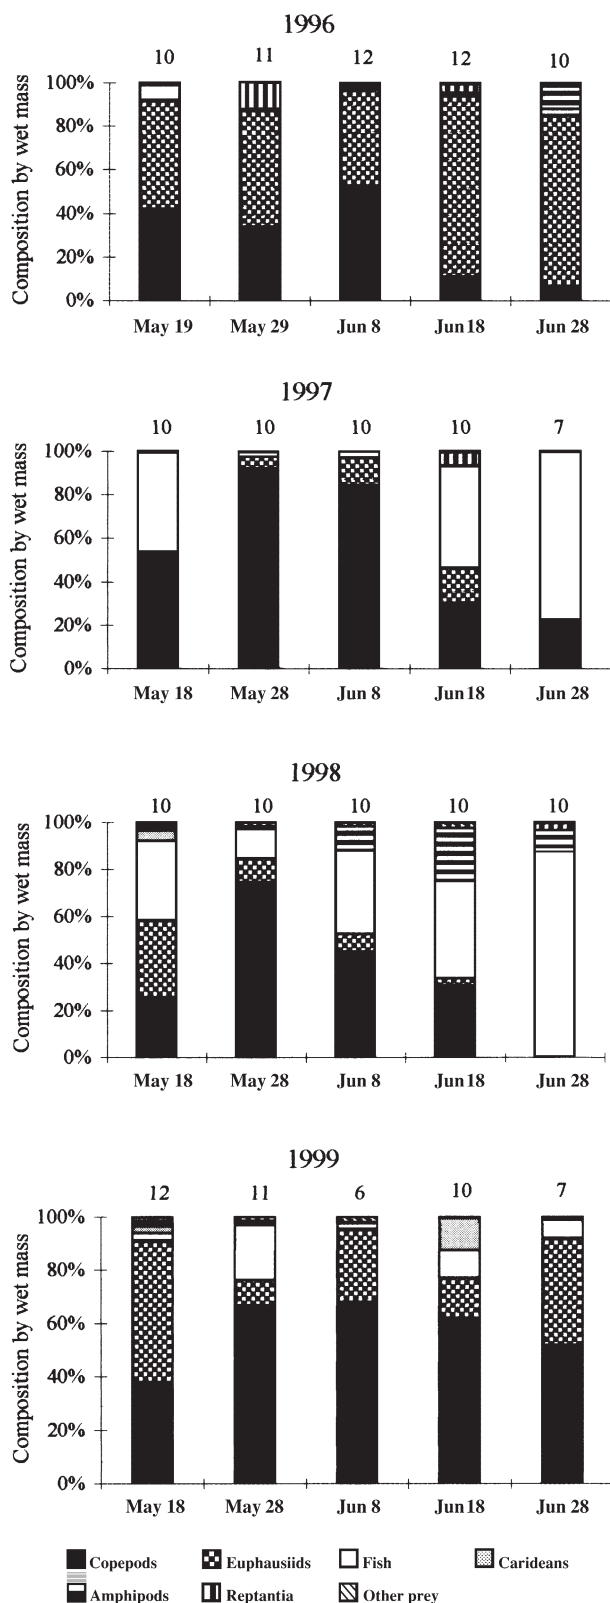 1996
10 11 12 12 10
Composition by wet mass
100%
80%
60%
40%
20%
0%
May 19 May 29 Jun 8 Jun 18 Jun 28
1997
10 10 10 10 7
Composition by wet mass
100%
80%
60%
40%
20%
0%
May 18 May 28 Jun 8 Jun 18 Jun 28
1998
10 10 10 10 10
Composition by wet mass
100%
80%
60%
40%
20%
0%
May 18 May 28 Jun 8 Jun 18 Jun 28
1999
12 11 6 10 7
Composition by wet mass
100%
80%
60%
40%
20%
0%
May 18 May 28 Jun 8 Jun 18 Jun 28
Copepods Euphausiids Fish Carideans
Amphipods Reptantia Other prey